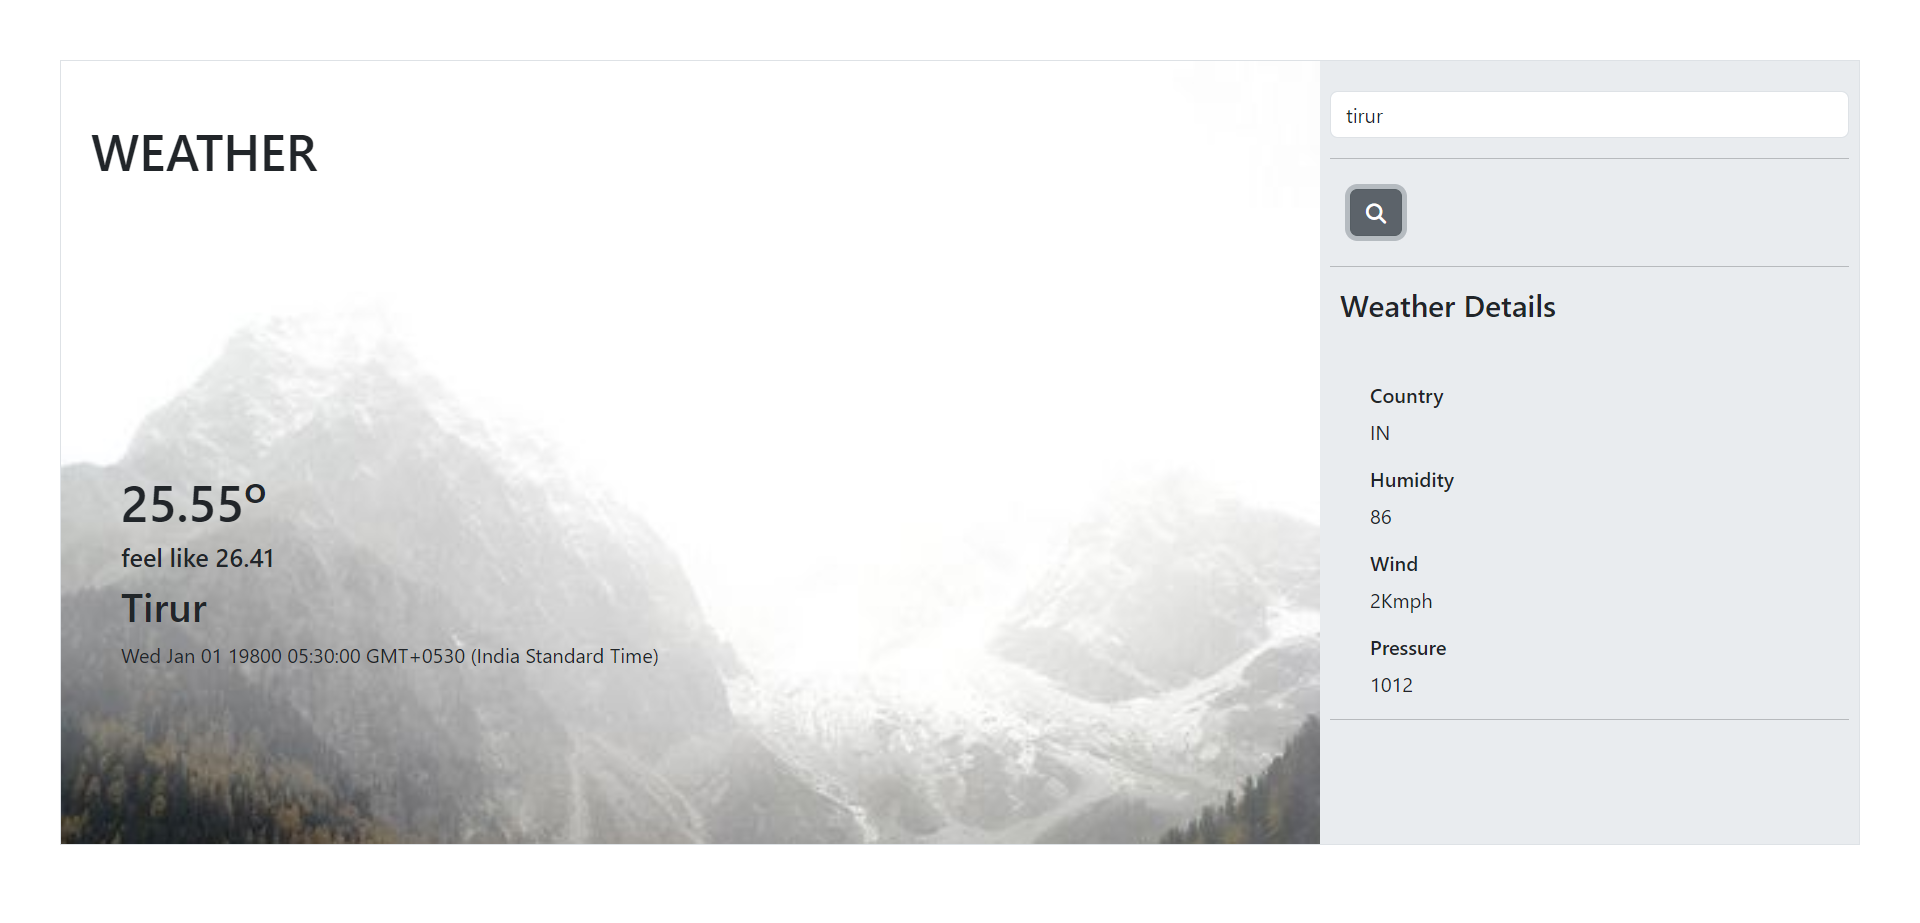 WEATHER
25.55º
feel like 26.41
Tirur
Wed Jan 01 19800 05:30:00 GMT+0530 (India Standard Time)
tirur
Weather Details
Country
IN
Humidity
86
Wind
2Kmph
Pressure
1012